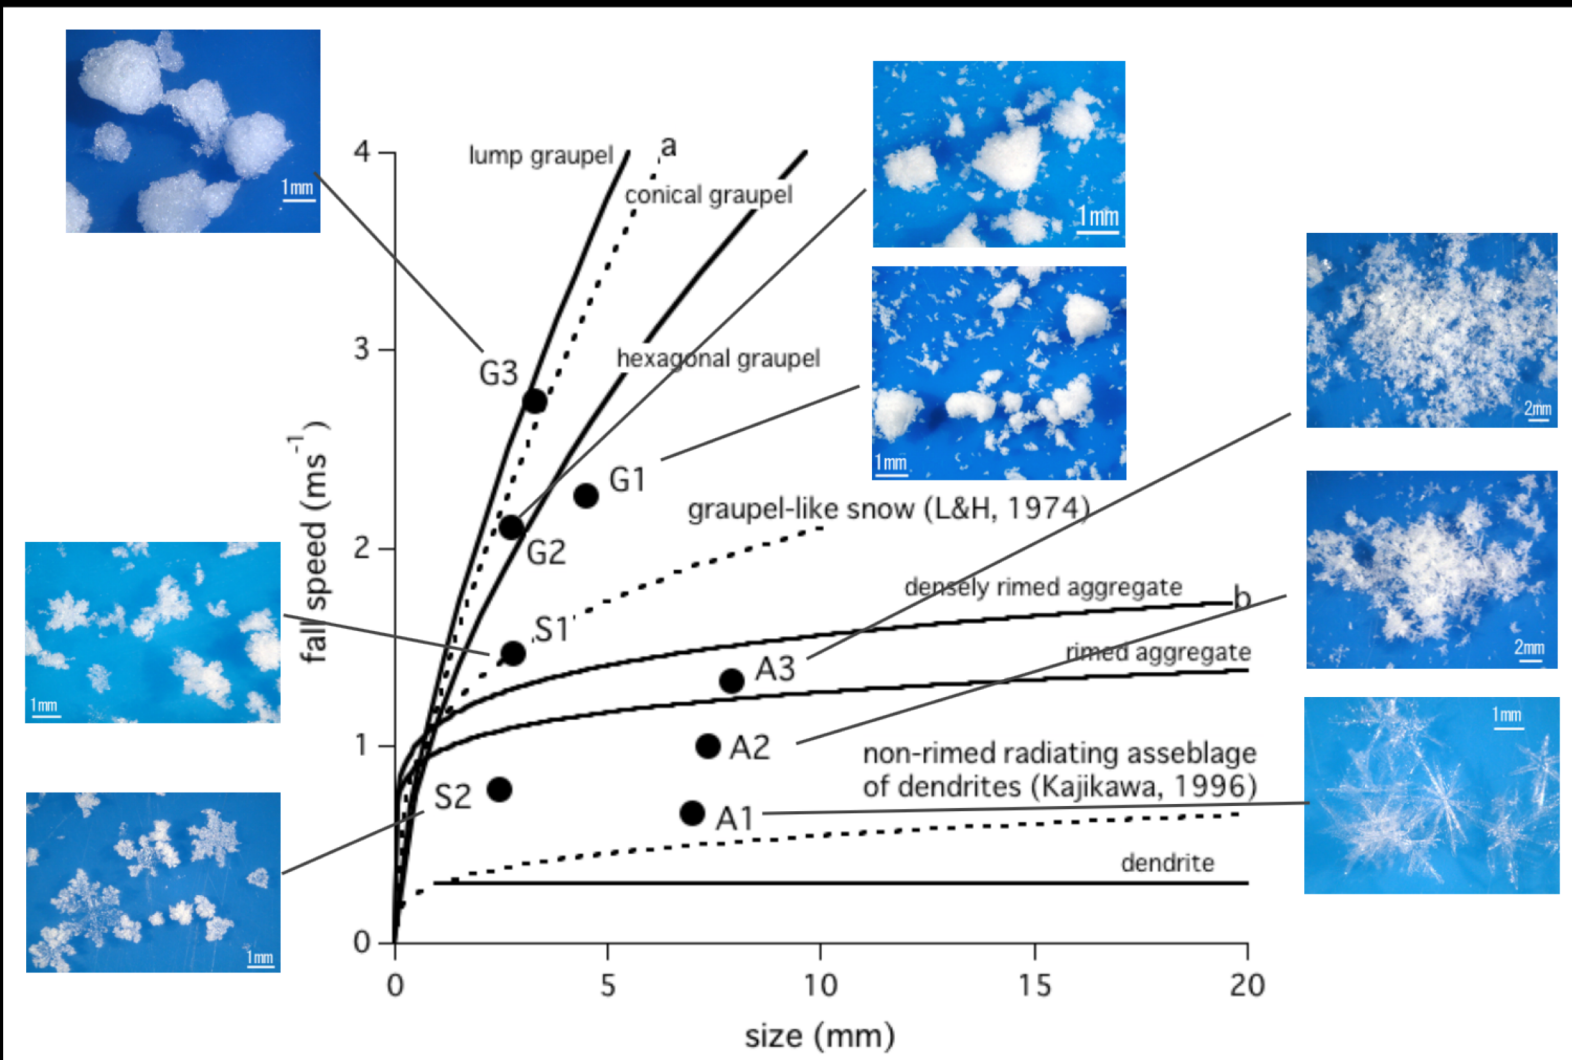 1mm
lump graupel
a
conical graupel
4
1mm
3
G3
hexagonal graupel
G1
1mm
2mm
graupel-like snow (L&H, 1974)
2
G2
fall speed (ms-1)
densely rimed aggregate
b
S1
1mm
A3
rimed aggregate
2mm
1
A2
non-rimed radiating asseblage
of dendrites (Kajikawa, 1996)
1mm
S2
A1
dendrite
1mm
0
0 5 10 15 20
size (mm)